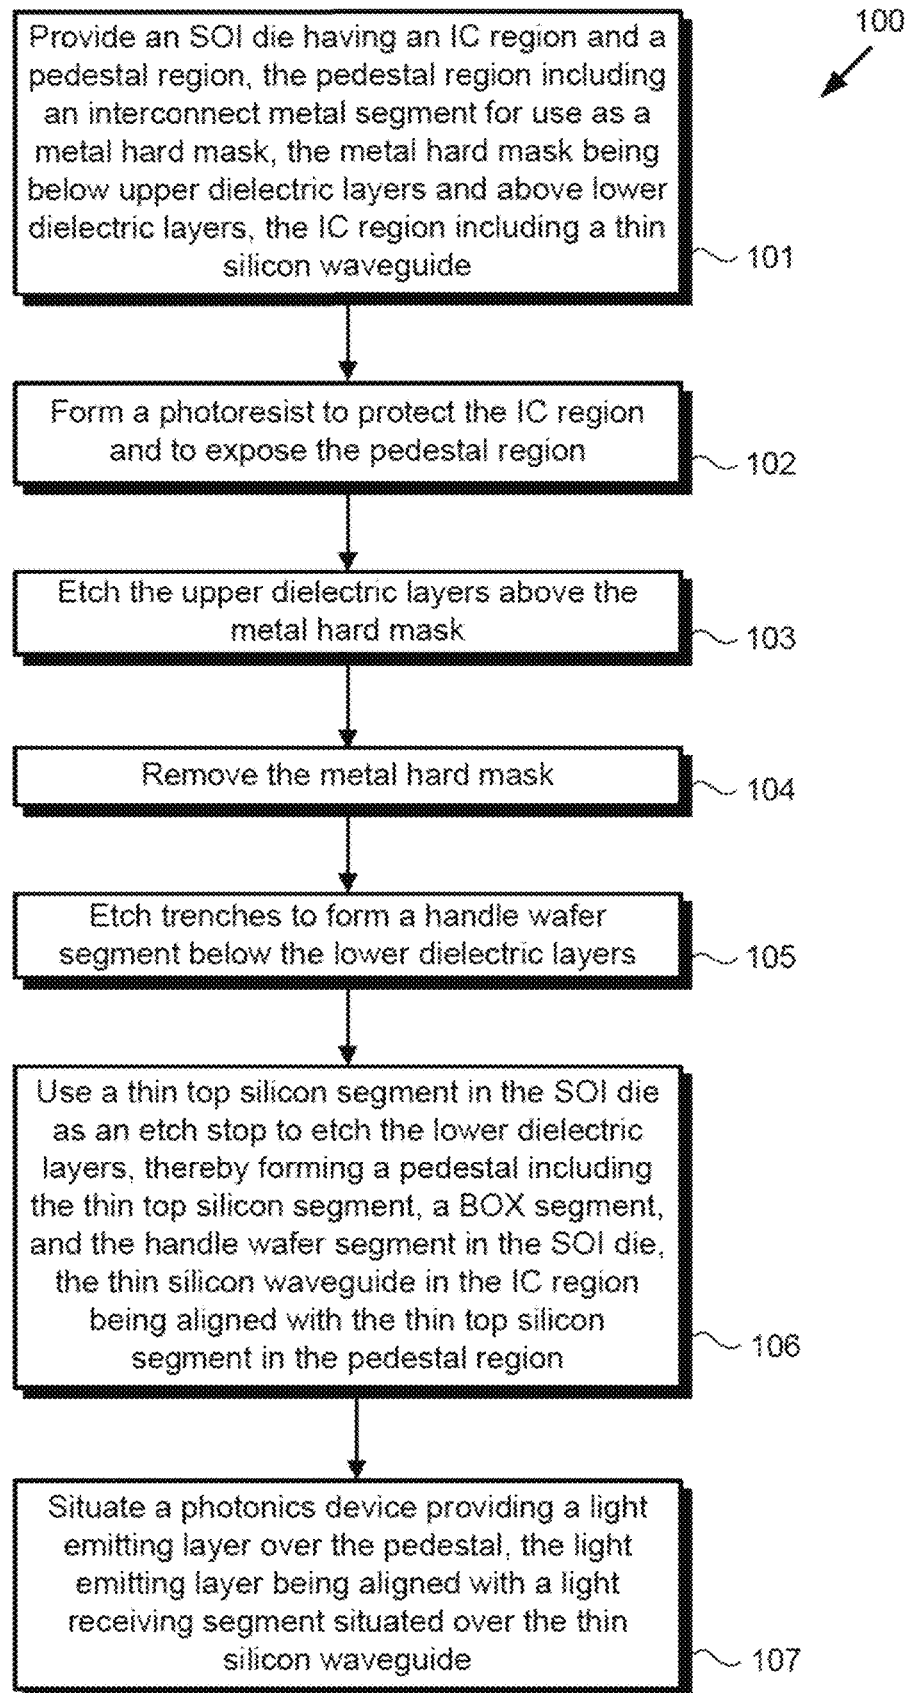 100
Provide an SOI die having an IC region and a
pedestal region, the pedestal region including
an interconnect metal segment for use as a
metal hard mask, the metal hard mask being
below upper dielectric layers and above lower
dielectric layers, the IC region including a thin
silicon waveguide
101
Form a photoresist to protect the IC region
and to expose the pedestal region
102
Etch the upper dielectric layers above the
metal hard mask
103
Remove the metal hard mask
104
Etch trenches to form a handle wafer
segment below the lower dielectric layers
105
Use a thin top silicon segment in the SOI die
as an etch stop to etch the lower dielectric
layers, thereby forming a pedestal including
the thin top silicon segment, a BOX segment,
and the handle wafer segment in the SOI die,
the thin silicon waveguide in the IC region
being aligned with the thin top silicon
segment in the pedestal region
106
Situate a photonics device providing a light
emitting layer over the pedestal, the light
emitting layer being aligned with a light
receiving segment situated over the thin
silicon waveguide
107